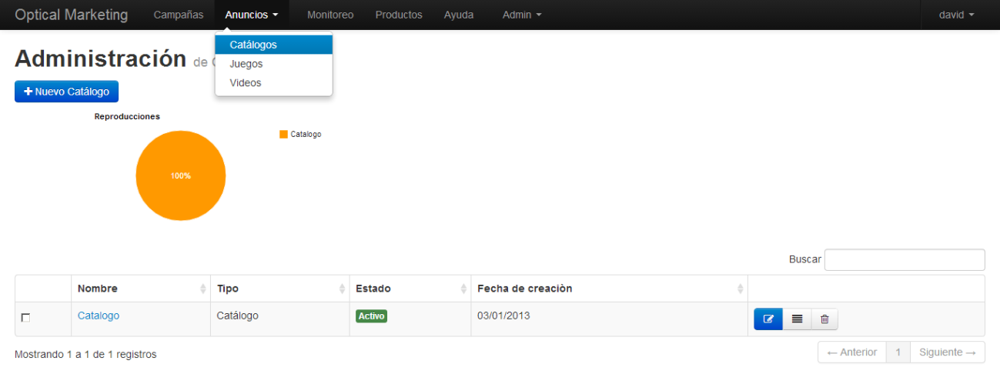 Optical Marketing Campañas Anuncios Monitoreo Productos Ayuda Admin david
Catálogos
Juegos
Videos
Administración de
+ Nuevo Catálogo
Reproducciones
Catalogo
100%
Buscar
Nombre Tipo Estado Fecha de creaciòn
Catalogo Catálogo Activo 03/01/2013
Mostrando 1 a 1 de 1 registros
← Anterior 1 Siguiente →